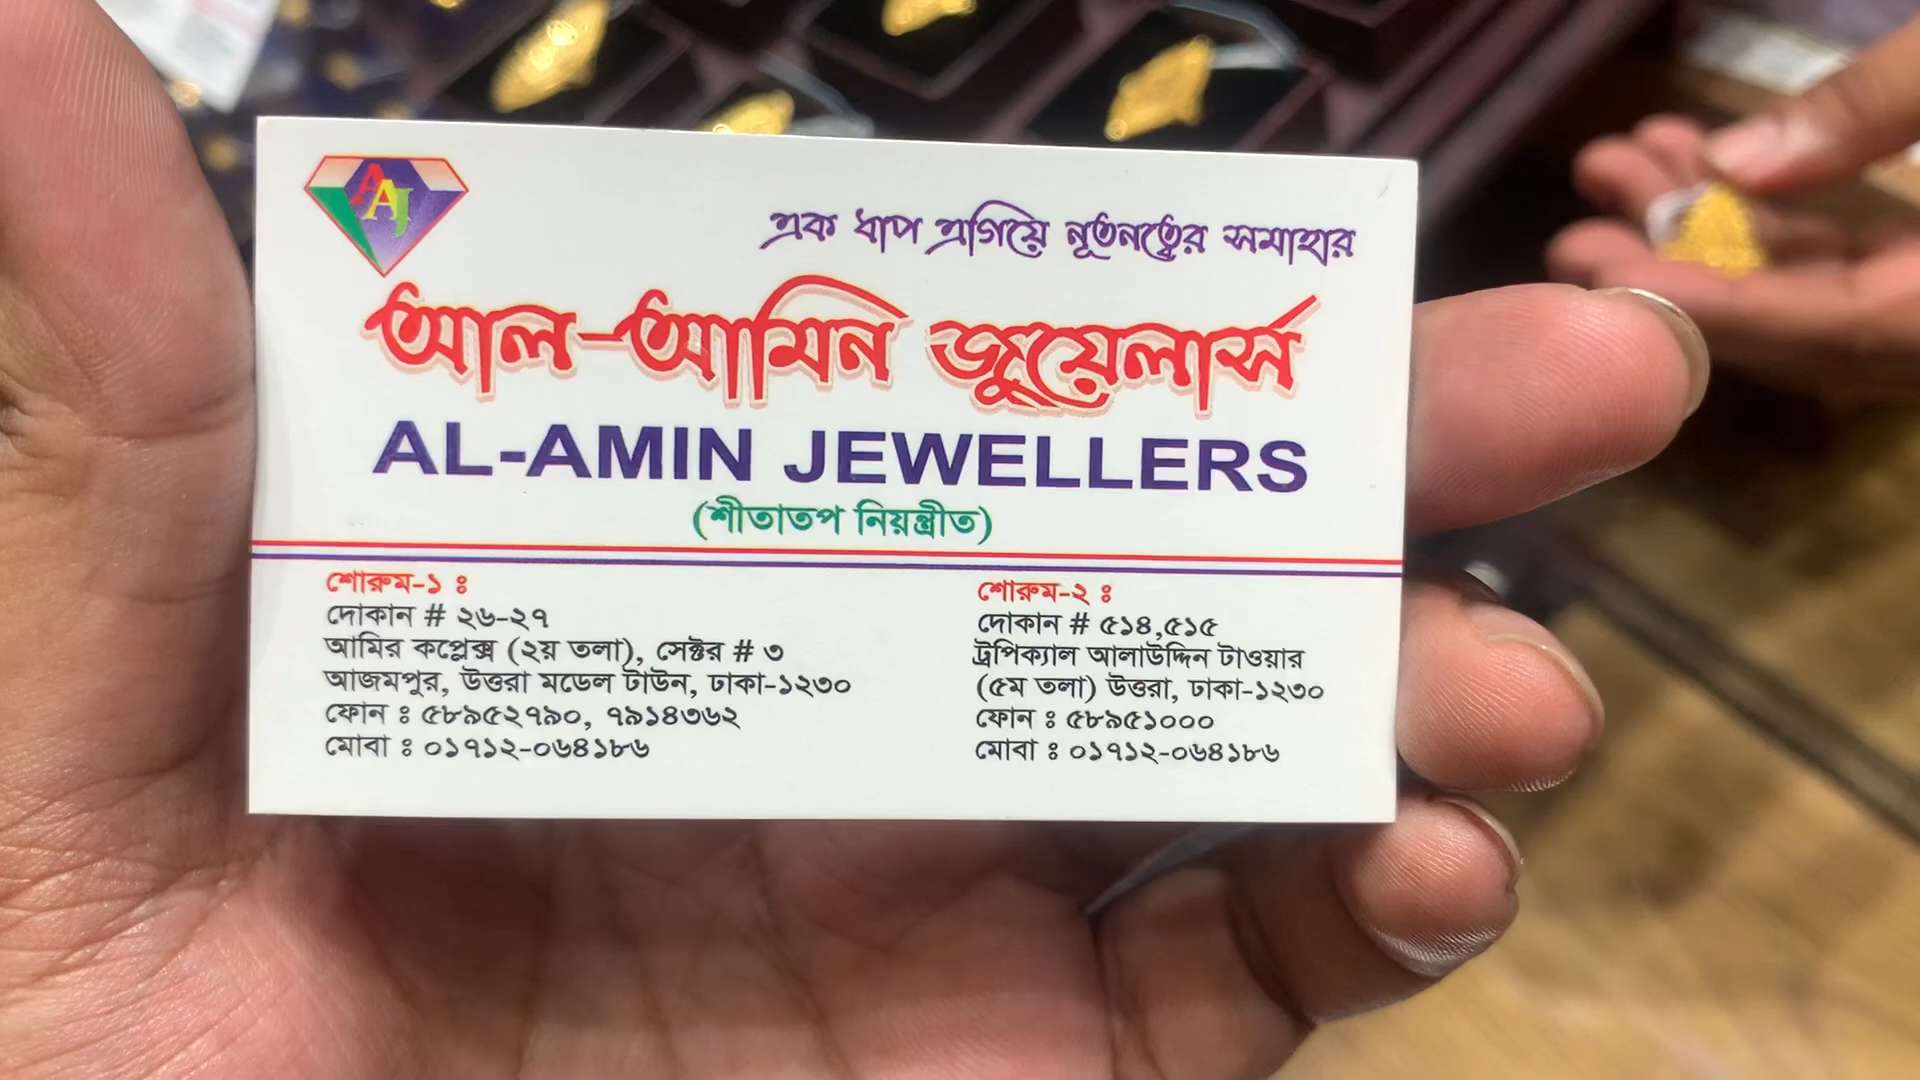 AAJ
এক ধাপ এগিয়ে নূতনত্বের সমাহার
আল-আমিন জুয়েলার্স
AL-AMIN JEWELLERS
(শীতাতপ নিয়ন্ত্রীত)
শোরুম-১ ঃ
দোকান # ২৬-২৭
আমির কপ্লেক্স (২য় তলা), সেক্টর # ৩
আজমপুর, উত্তরা মডেল টাউন, ঢাকা-১২৩০
ফোন ঃ ৫৮৯৫২৭৯০, ৭৯১৪৩৬২
মোবা ঃ ০১৭১২-০৬৪১৮৬
শোরুম-২ ঃ
দোকান # ৫১৪,৫১৫
ট্রপিক্যাল আলাউদ্দিন টাওয়ার
(৫ম তলা) উত্তরা, ঢাকা-১২৩০
ফোন ঃ ৫৮৯৫১০০০
মোবা ঃ ০১৭১২-০৬৪১৮৬